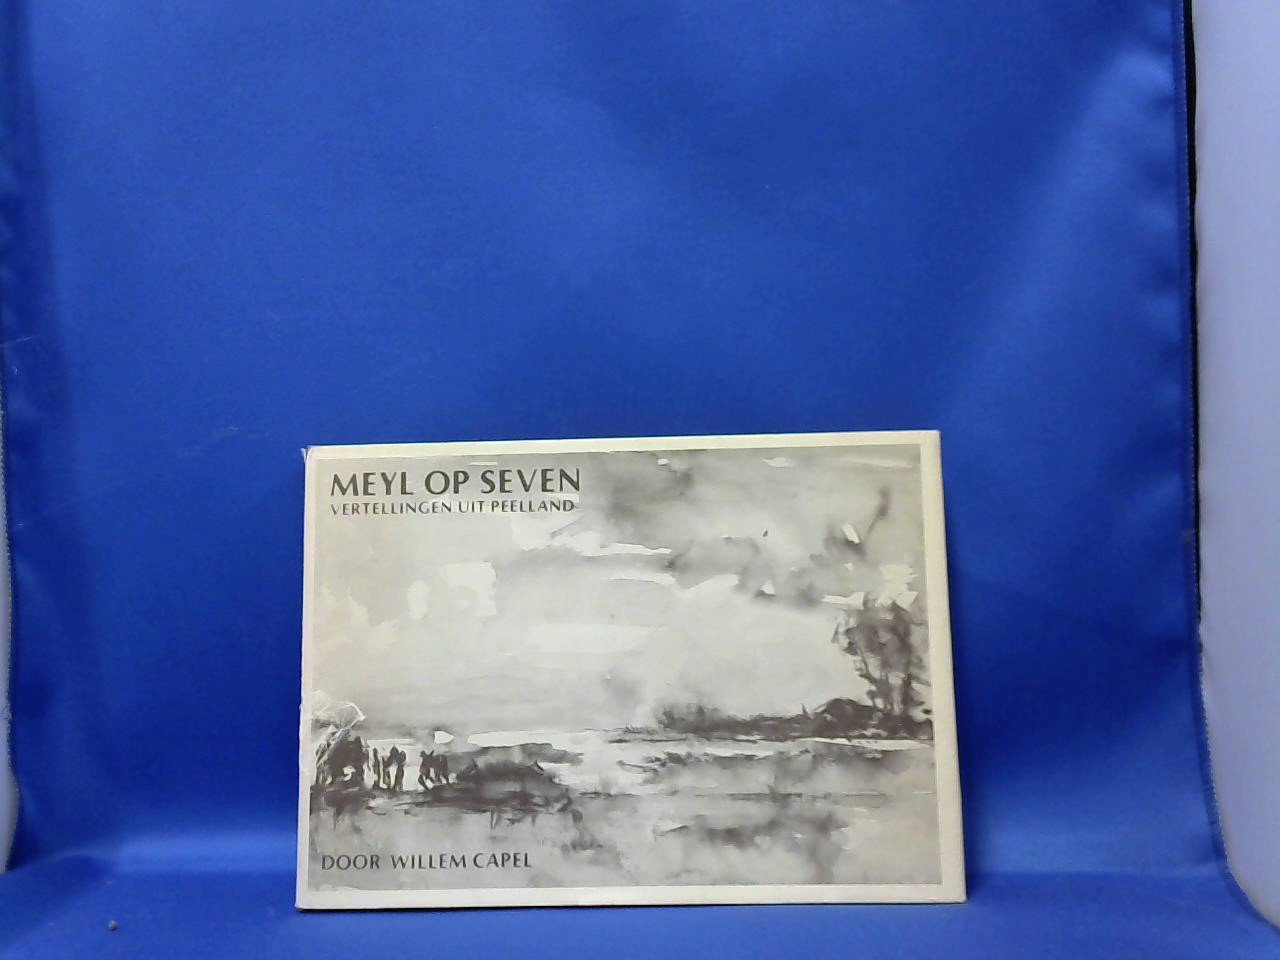 MEYL OP SEVEN
VERTELLINGEN UIT PEELLAND
DOOR WILLEM CAPEL